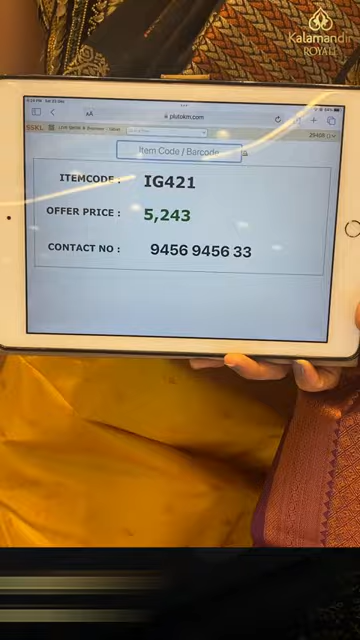 Kalamandir
ROYALE
plutokm.com
Item Code / Barcode
ITEMCODE : IG421
OFFER PRICE : 5,243
CONTACT NO : 9456 9456 33